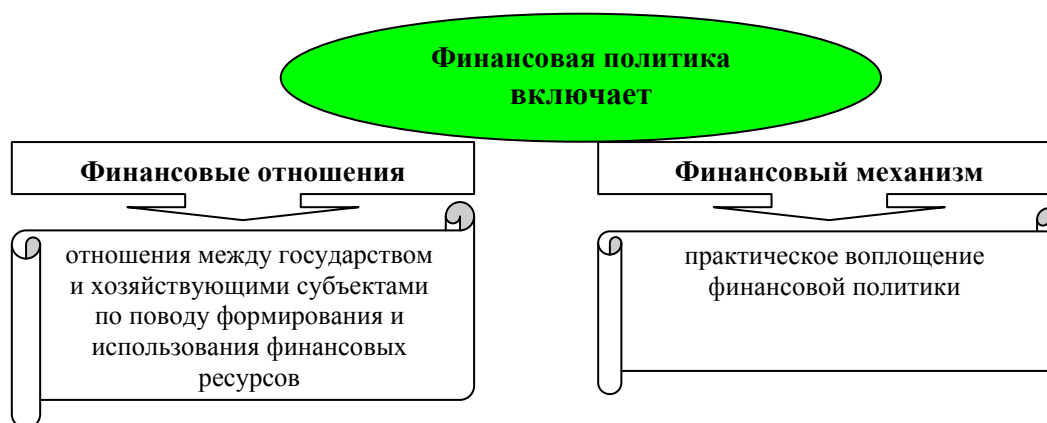 Финансовая политика
включает
Финансовые отношения
отношения между государством
и хозяйствующими субъектами
по поводу формирования и
использования финансовых
ресурсов
Финансовый механизм
практическое воплощение
финансовой политики